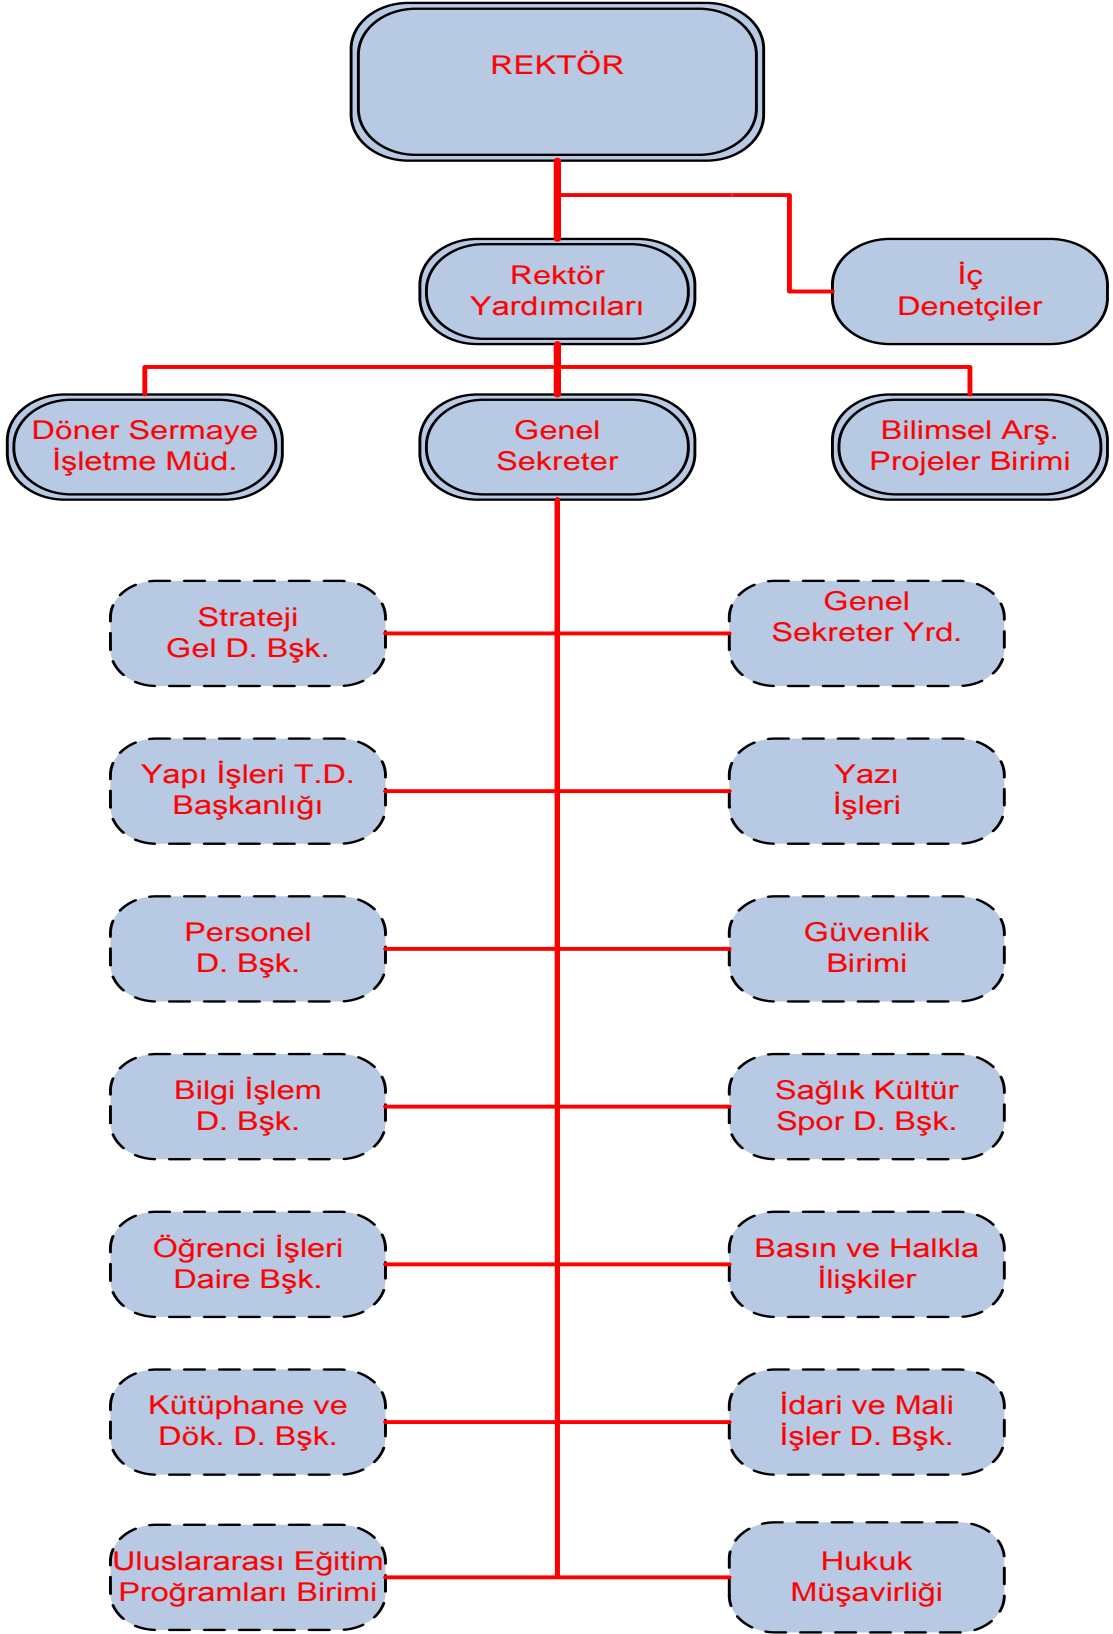 REKTÖR
Rektör
Yardımcıları
İç
Denetçiler
Döner Sermaye
İşletme Müd.
Genel
Sekreter
Bilimsel Arş.
Projeler Birimi
Strateji
Gel D. Bşk.
Genel
Sekreter Yrd.
Yapı İşleri T.D.
Başkanlığı
Yazı
İşleri
Personel
D. Bşk.
Güvenlik
Birimi
Bilgi İşlem
D. Bşk.
Sağlık Kültür
Spor D. Bşk.
Öğrenci İşleri
Daire Bşk.
Basın ve Halkla
İlişkiler
Kütüphane ve
Dök. D. Bşk.
İdari ve Mali
İşler D. Bşk.
Uluslararası Eğitim
Proğramları Birimi
Hukuk
Müşavirliği